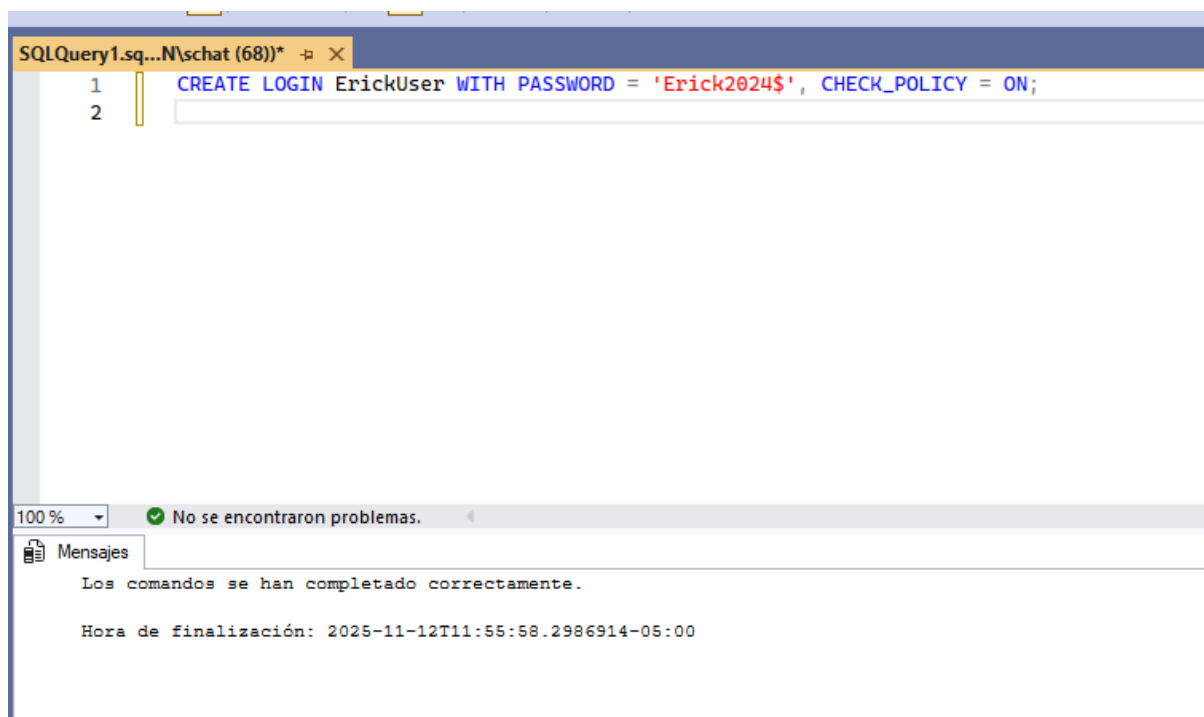 SQLQuery1.sq...N\schat (68))*
1 CREATE LOGIN ErickUser WITH PASSWORD = 'Erick2024$', CHECK_POLICY = ON;
2
100 % No se encontraron problemas.
Mensajes
Los comandos se han completado correctamente.
Hora de finalización: 2025-11-12T11:55:58.2986914-05:00